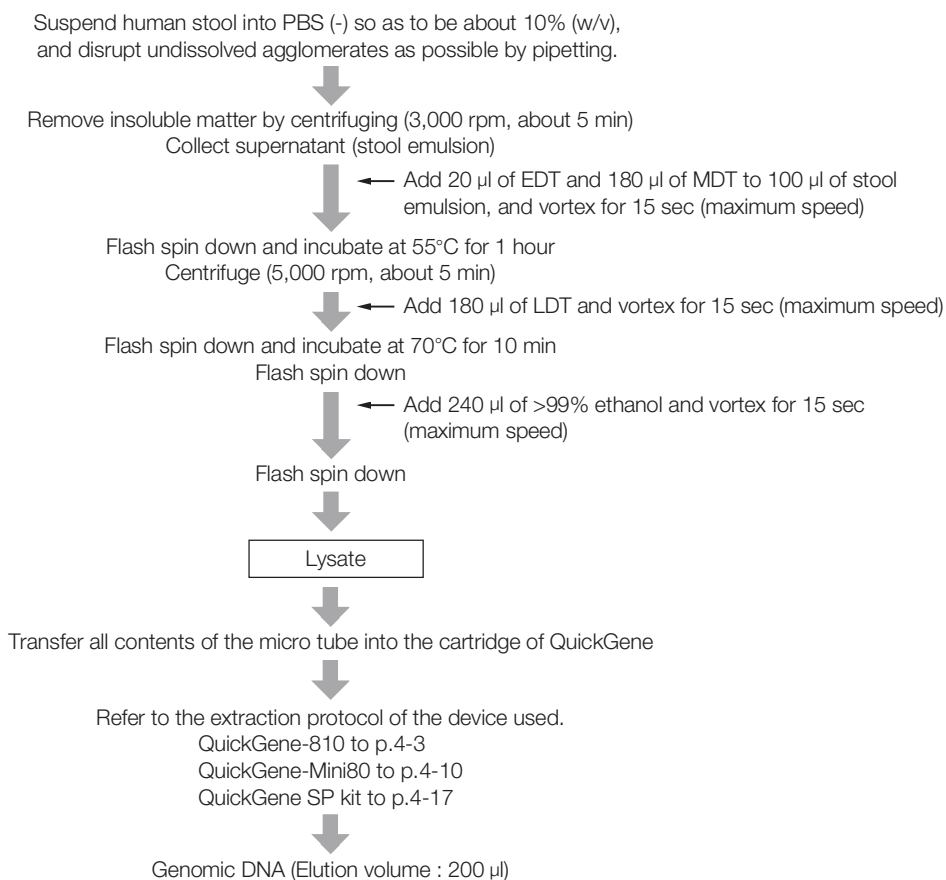 Suspend human stool into PBS (-) so as to be about 10% (w/v),
and disrupt undissolved agglomerates as possible by pipetting.
Remove insoluble matter by centrifuging (3,000 rpm, about 5 min)
Collect supernatant (stool emulsion)
Add 20 μl of EDT and 180 μl of MDT to 100 μl of stool
emulsion, and vortex for 15 sec (maximum speed)
Flash spin down and incubate at 55°C for 1 hour
Centrifuge (5,000 rpm, about 5 min)
Add 180 μl of LDT and vortex for 15 sec (maximum speed)
Flash spin down and incubate at 70°C for 10 min
Flash spin down
Add 240 μl of >99% ethanol and vortex for 15 sec
(maximum speed)
Flash spin down
Lysate
Transfer all contents of the micro tube into the cartridge of QuickGene
Refer to the extraction protocol of the device used.
QuickGene-810 to p.4-3
QuickGene-Mini80 to p.4-10
QuickGene SP kit to p.4-17
Genomic DNA (Elution volume : 200 μl)